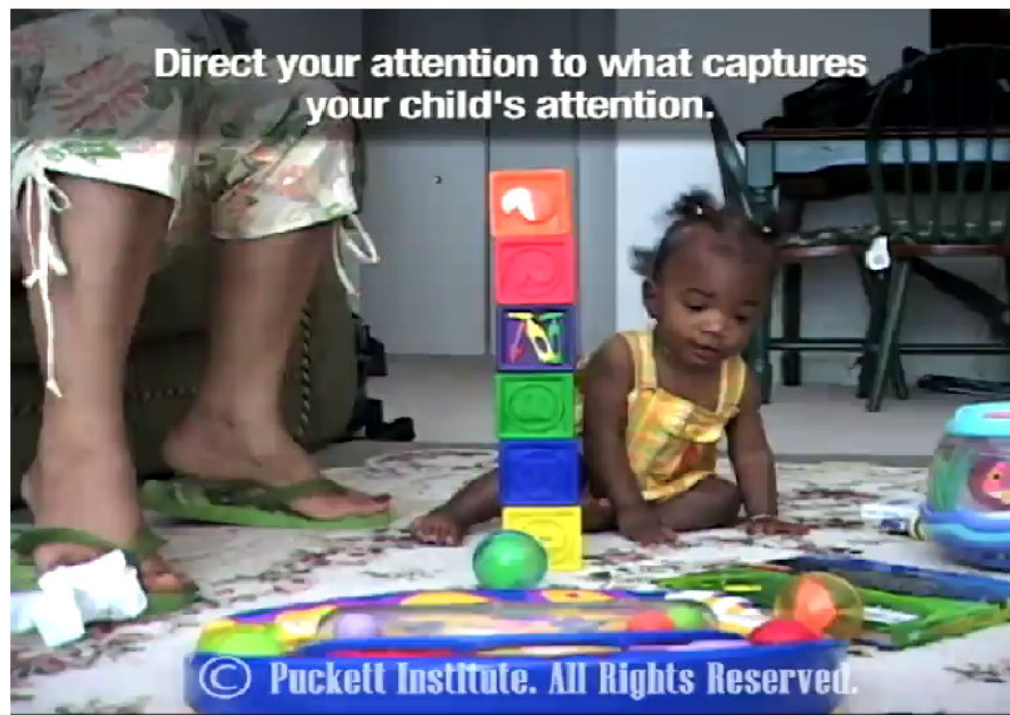 Direct your attention to what captures
your child's attention.
© Puckett Institute. All Rights Reserved.